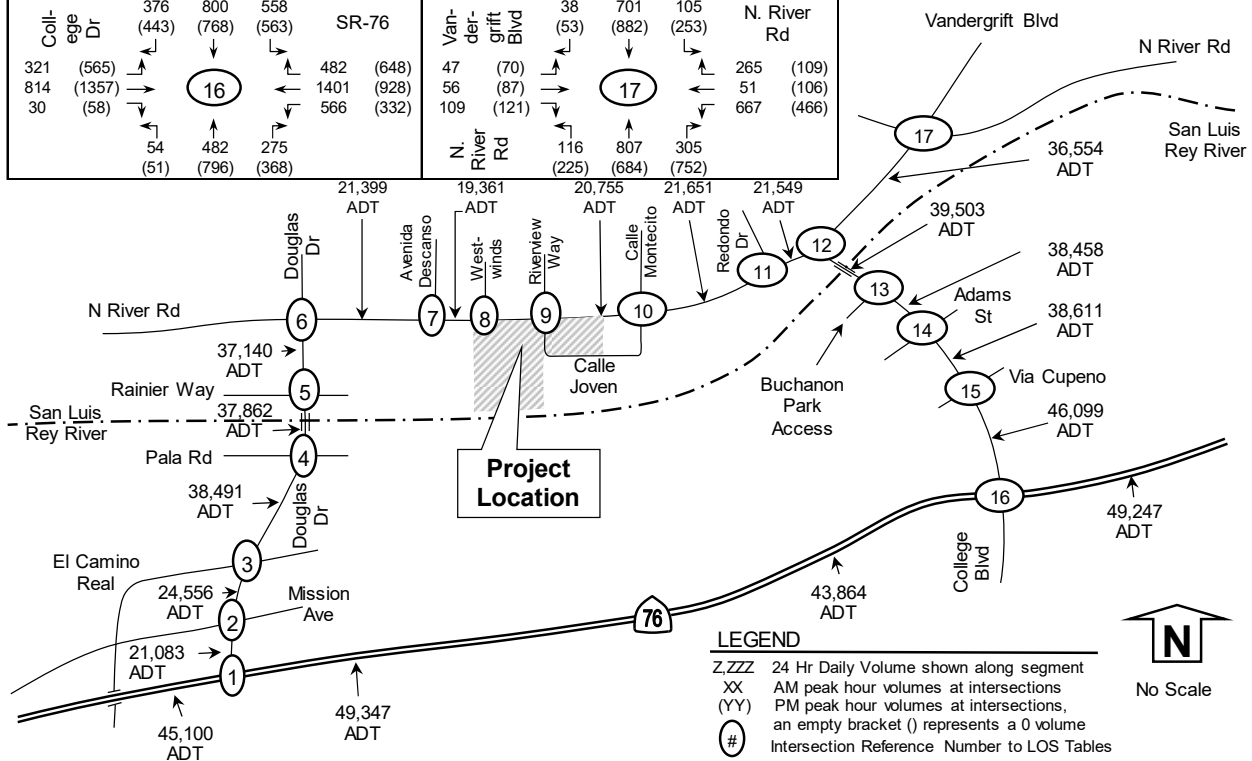 Coll-
ege
Dr
376 800 558
(443) (768) (563)
SR-76
321 (565)
814 (1357)
30 (58)
16
482 (648)
1401 (928)
566 (332)
54 482 275
(51) (796) (368)
Van-
der-
grift
Blvd
38 701 105
(53) (882) (253)
N. River
Rd
47 (70)
56 (87)
109 (121)
17
265 (109)
51 (106)
667 (466)
N.
River
Rd
116 807 305
(225) (684) (752)
Vandergrift Blvd
N River Rd
17
San Luis
Rey River
36,554
ADT
21,399
ADT
19,361
ADT
20,755
ADT
21,651
ADT
21,549
ADT
39,503
ADT
38,458
ADT
Douglas
Dr
Avenida
Descanso
West-
winds
Riverview
Way
Calle
Montecito
Redondo
Dr
12
11
13
Adams
St
38,611
ADT
N River Rd
6
7
8
9
10
14
37,140
ADT
Calle
Joven
Buchanon
Park
Access
15
Via Cupeno
Rainier Way
5
San Luis
Rey River
37,862
ADT
46,099
ADT
Pala Rd
4
Project
Location
38,491
ADT
Douglas
Dr
16
49,247
ADT
El Camino
Real
3
College
Blvd
24,556
ADT
Mission
Ave
2
43,864
ADT
76
21,083
ADT
1
49,347
ADT
45,100
ADT
N
No Scale
LEGEND
Z,ZZZ 24 Hr Daily Volume shown along segment
XX AM peak hour volumes at intersections
(YY) PM peak hour volumes at intersections,
an empty bracket () represents a 0 volume
# Intersection Reference Number to LOS Tables